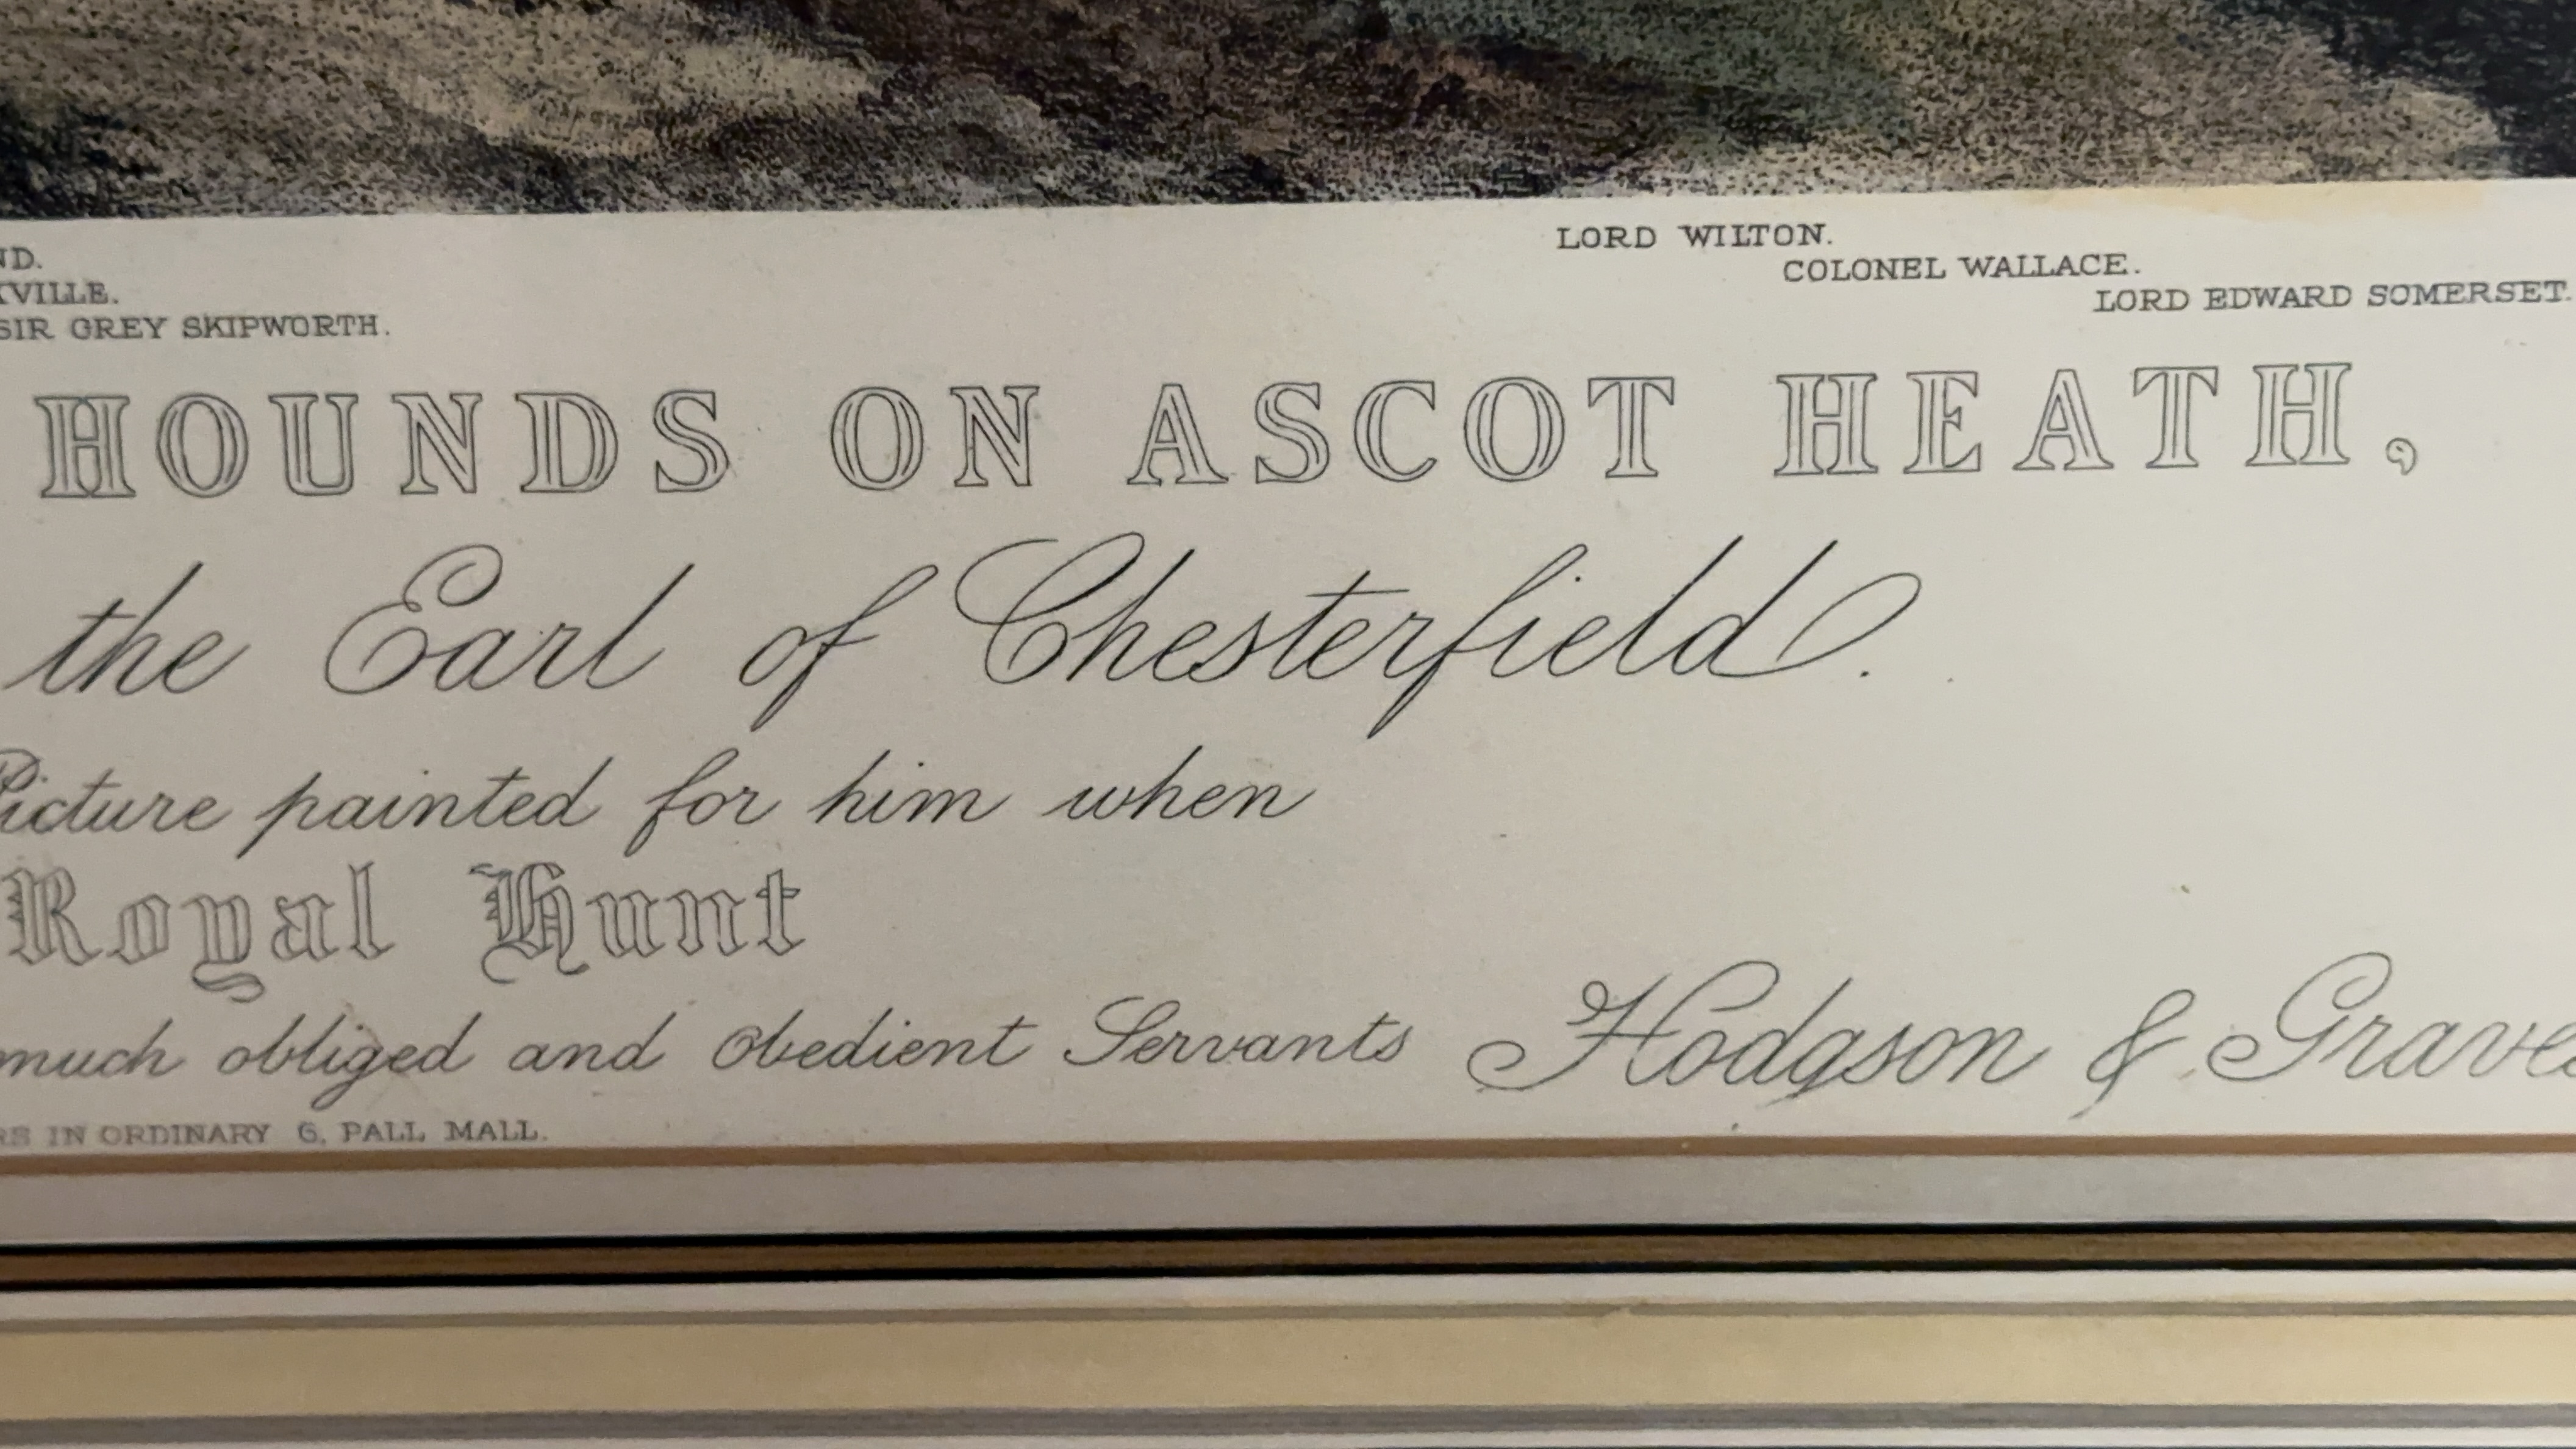 LORD WILTON.
COLONEL WALLACE.
LORD EDWARD SOMERSET.
ND.
VILLE.
SIR GREY SKIPWORTH.
HOUNDS ON ASCOT HEATH,
the Earl of Chesterfield.
Picture painted for him when
Royal Hunt
much obliged and obedient Servants Hodgson & Graves
RS IN ORDINARY 6, PALL MALL.